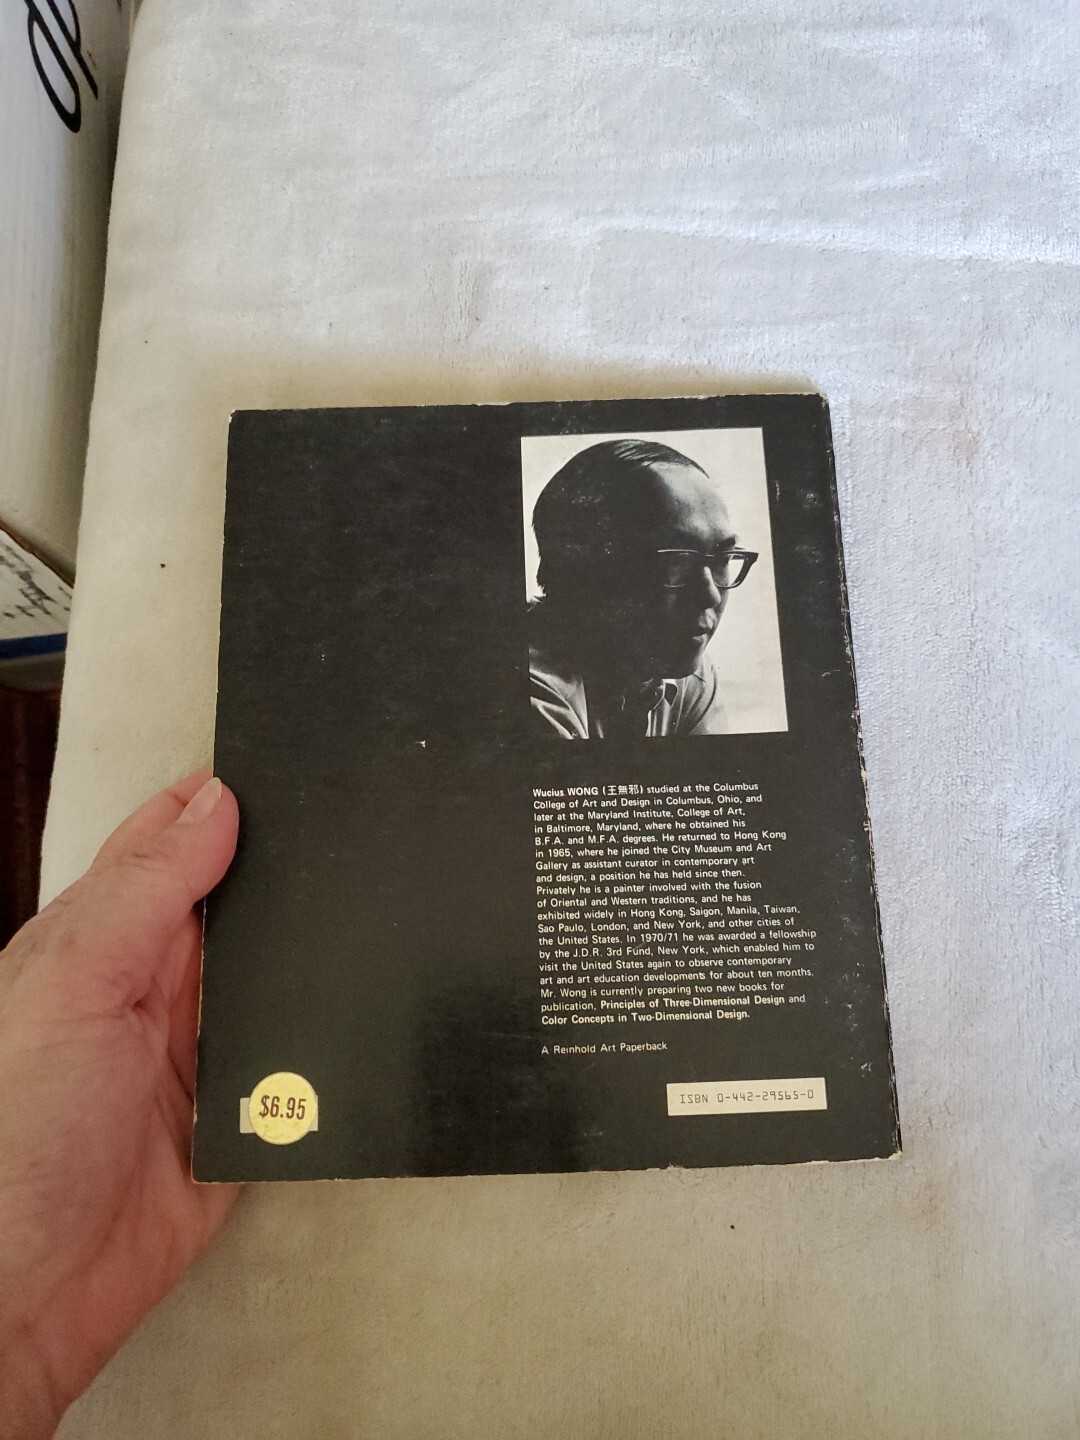 Wucius WONG (王無邪) studied at the Columbus
College of Art and Design in Columbus, Ohio, and
later at the Maryland Institute, College of Art,
in Baltimore, Maryland, where he obtained his
B.F.A. and M.F.A. degrees. He returned to Hong Kong
in 1965, where he joined the City Museum and Art
Gallery as assistant curator in contemporary art
and design, a position he has held since then.
Privately he is a painter involved with the fusion
of Oriental and Western traditions, and he has
exhibited widely in Hong Kong, Saigon, Manila, Taiwan,
Sao Paulo, London, and New York, and other cities of
the United States. In 1970/71 he was awarded a fellowship
by the J.D.R. 3rd Fund, New York, which enabled him to
visit the United States again to observe contemporary
art and art education developments for about ten months.
Mr. Wong is currently preparing two new books for
publication, Principles of Three-Dimensional Design and
Color Concepts in Two-Dimensional Design.
A Reinhold Art Paperback
$6.95
ISBN 0-442-29565-0